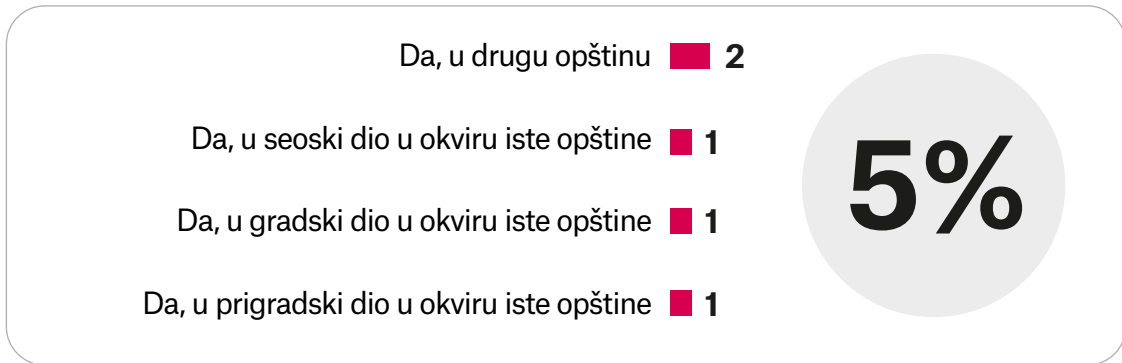 Da, u drugu opštinu 2
Da, u seoski dio u okviru iste opštine 1
Da, u gradski dio u okviru iste opštine 1
Da, u prigradski dio u okviru iste opštine 1
5%